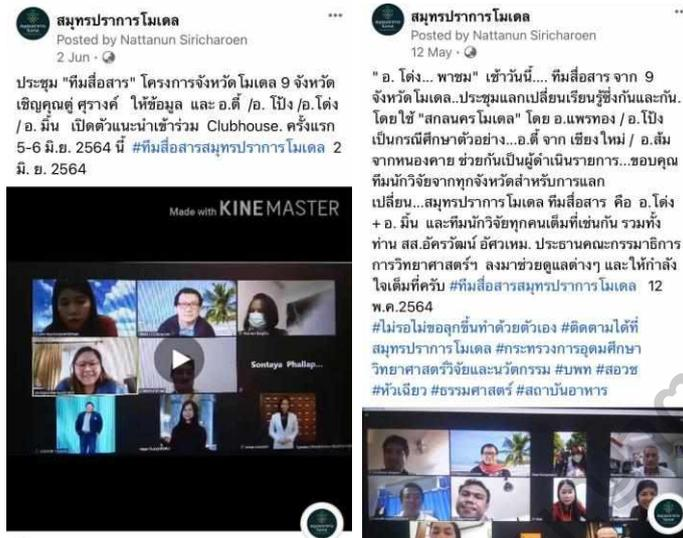 สมุทรปราการโมเดล
Posted by Nattanun Siricharoen
2 Jun ·
ประชุม "ทีมสื่อสาร" โครงการจังหวัดโมเดล 9 จังหวัด
เชิญคุณตู่ ศุรางค์ ให้ข้อมูล และ อ.ตี๋ /อ. โป้ง /อ.โด่ง
/ อ. มิ้น เปิดตัวแนะนำเข้าร่วม Clubhouse. ครั้งแรก
5-6 มิ.ย. 2564 นี้ #ทีมสื่อสารสมุทรปราการโมเดล 2
มิ. ย. 2564
Made with KINEMASTER
Sontaya Phallap...
สมุทรปราการโมเดล
Posted by Nattanun Siricharoen
12 May ·
" อ. โด่ง... พาชม" เช้าวันนี้.... ทีมสื่อสาร จาก 9
จังหวัดโมเดล..ประชุมแลกเปลี่ยนเรียนรู้ซึ่งกันและกัน.
โดยใช้ "สกลนครโมเดล" โดย อ.แพรทอง / อ.โป้ง
เป็นกรณีศึกษาตัวอย่าง...อ.ตี๋ จาก เชียงใหม่ / อ.ส้ม
จากหนองคาย ช่วยกันเป็นผู้ดำเนินรายการ...ขอบคุณ
ทีมนักวิจัยจากทุกจังหวัดสำหรับการแลก
เปลี่ยน...สมุทรปราการโมเดล ทีมสื่อสาร คือ อ.โด่ง
+ อ. มิ้น และทีมนักวิจัยทุกคนเต็มที่เช่นกัน รวมทั้ง
ท่าน สส.อัครวัฒน์ อัศวเหม. ประธานคณะกรรมาธิการ
การวิทยาศาสตร์ฯ ลงมาช่วยดูแลต่างๆ และให้กำลัง
ใจเต็มที่ครับ #ทีมสื่อสารสมุทรปราการโมเดล 12
พ.ค.2564
#ไม่รอไม่ขอลุกขึ้นทำด้วยตัวเอง #ติดตามได้ที่
สมุทรปราการโมเดล #กระทรวงการอุดมศึกษา
วิทยาศาสตร์วิจัยและนวัตกรรม #บพท #สอวช
#หัวเฉียว #ธรรมศาสตร์ #สถาบันอาหาร